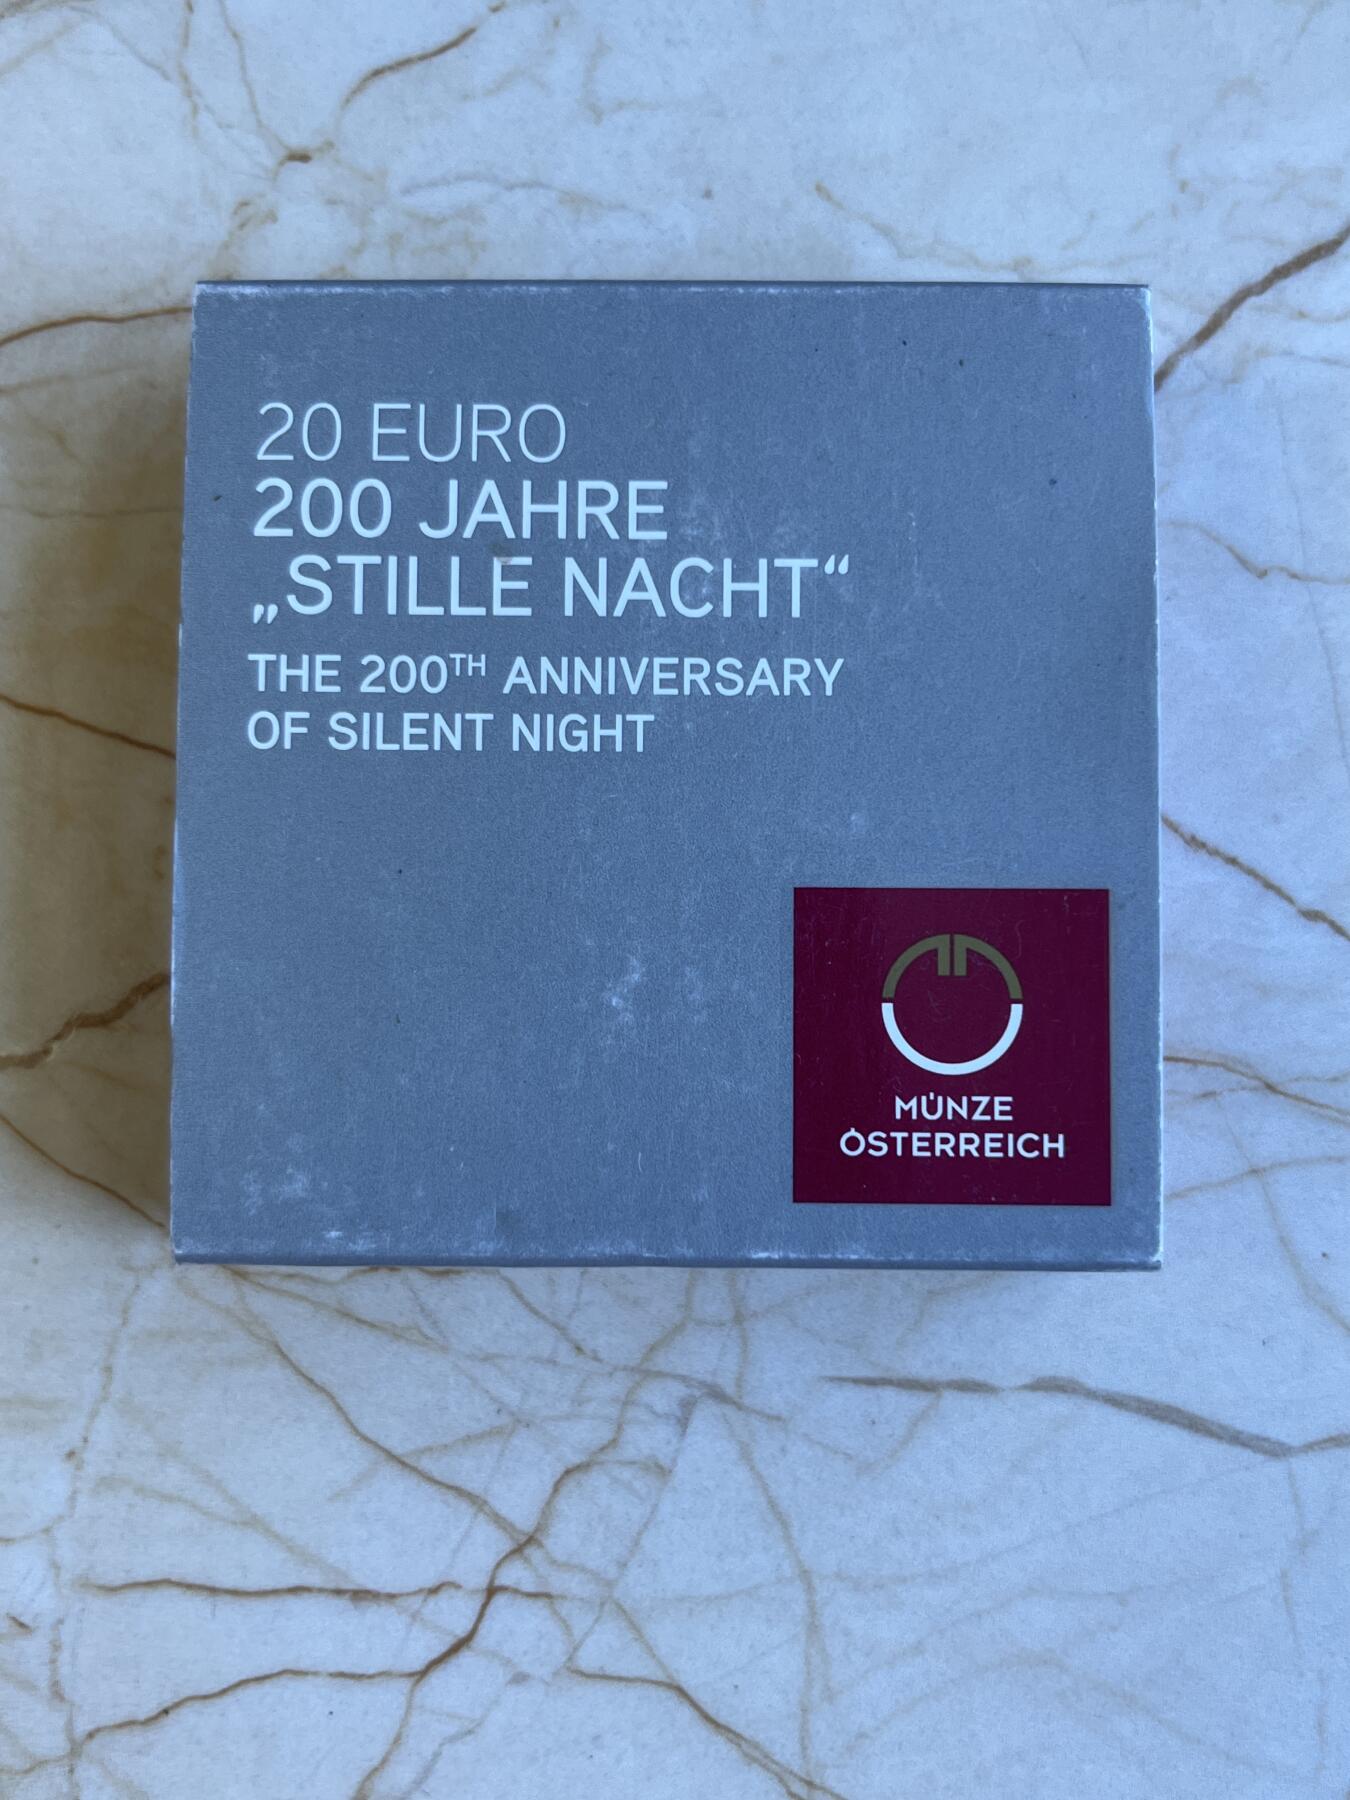 20 EURO
200 JAHRE
„STILLE NACHT“
THE 200TH ANNIVERSARY
OF SILENT NIGHT
MÜNZE
ÖSTERREICH